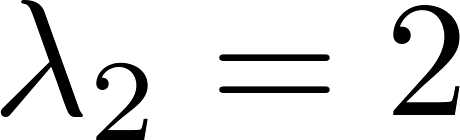 λ₂ = 2